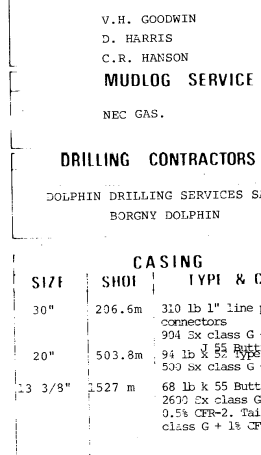 V.H. GOODWIN
D. HARRIS
C.R. HANSON
MUDLOG SERVICE
NEC GAS.
DRILLING CONTRACTORS
DOLPHIN DRILLING SERVICES
BORGNY DOLPHIN
CASING
SIZE SHOE TYPE &
30" 206.6m 310 lb 1" line
connectors
904 Sx class G
J 55 Butt
20" 503.8m 94 lb k 52 Type
500 Sx class G
13 3/8" 1527 m 68 lb k 55 Butt
2600 Sx class G
0.5% CFR-2. Tai
class G + 1% CF